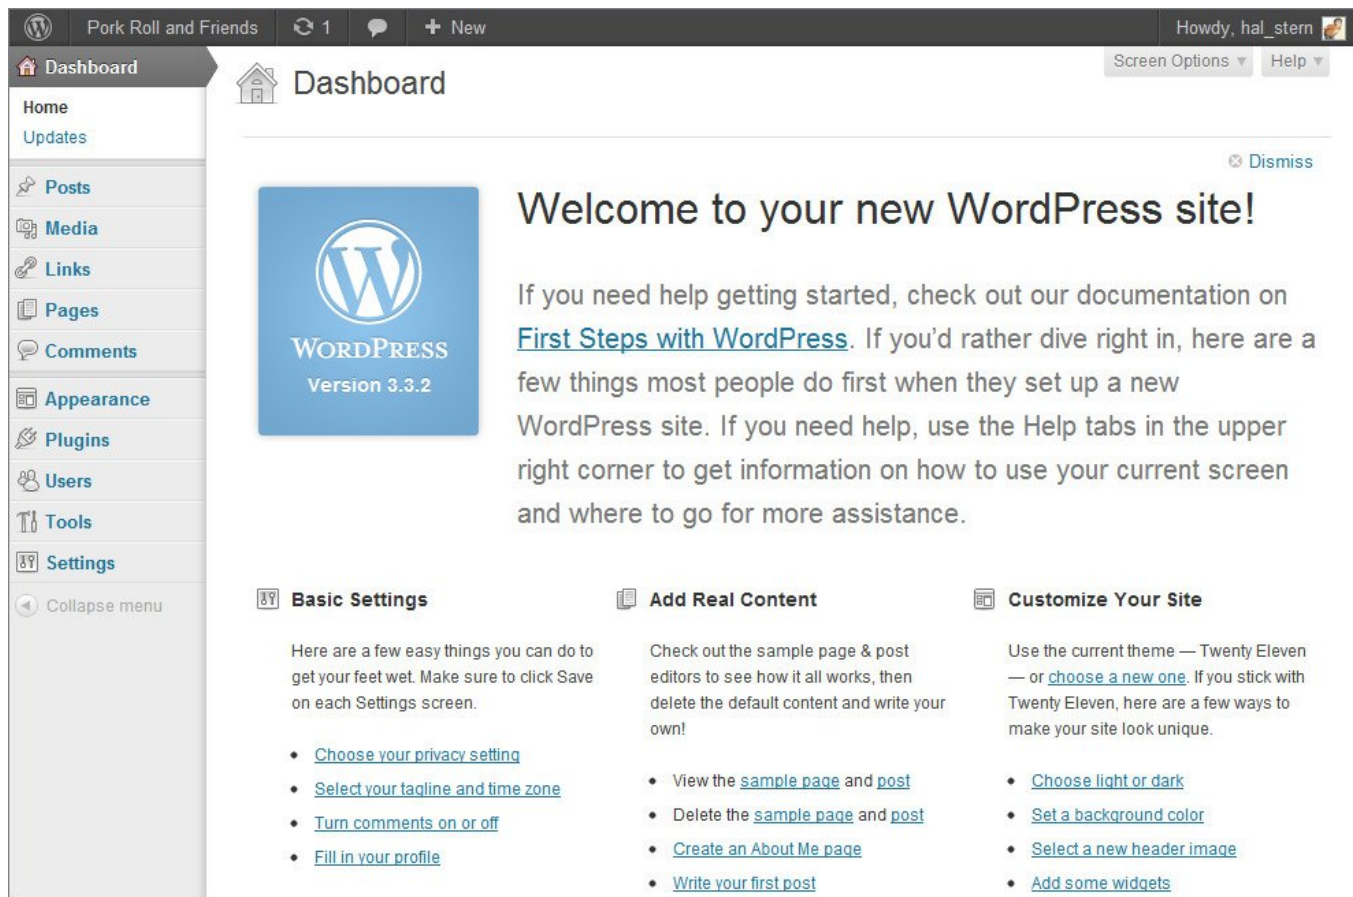 Pork Roll and Friends 1 + New Howdy, hal_stern
Dashboard
Home
Updates
Posts
Media
Links
Pages
Comments
Appearance
Plugins
Users
Tools
Settings
Collapse menu
Screen Options Help
Dashboard
Dismiss
WORDPRESS
Version 3.3.2
Welcome to your new WordPress site!
If you need help getting started, check out our documentation on
First Steps with WordPress. If you’d rather dive right in, here are a
few things most people do first when they set up a new
WordPress site. If you need help, use the Help tabs in the upper
right corner to get information on how to use your current screen
and where to go for more assistance.
Basic Settings
Here are a few easy things you can do to
get your feet wet. Make sure to click Save
on each Settings screen.
• Choose your privacy setting
• Select your tagline and time zone
• Turn comments on or off
• Fill in your profile
Add Real Content
Check out the sample page & post
editors to see how it all works, then
delete the default content and write your
own!
• View the sample page and post
• Delete the sample page and post
• Create an About Me page
• Write your first post
Customize Your Site
Use the current theme — Twenty Eleven
— or choose a new one. If you stick with
Twenty Eleven, here are a few ways to
make your site look unique.
• Choose light or dark
• Set a background color
• Select a new header image
• Add some widgets